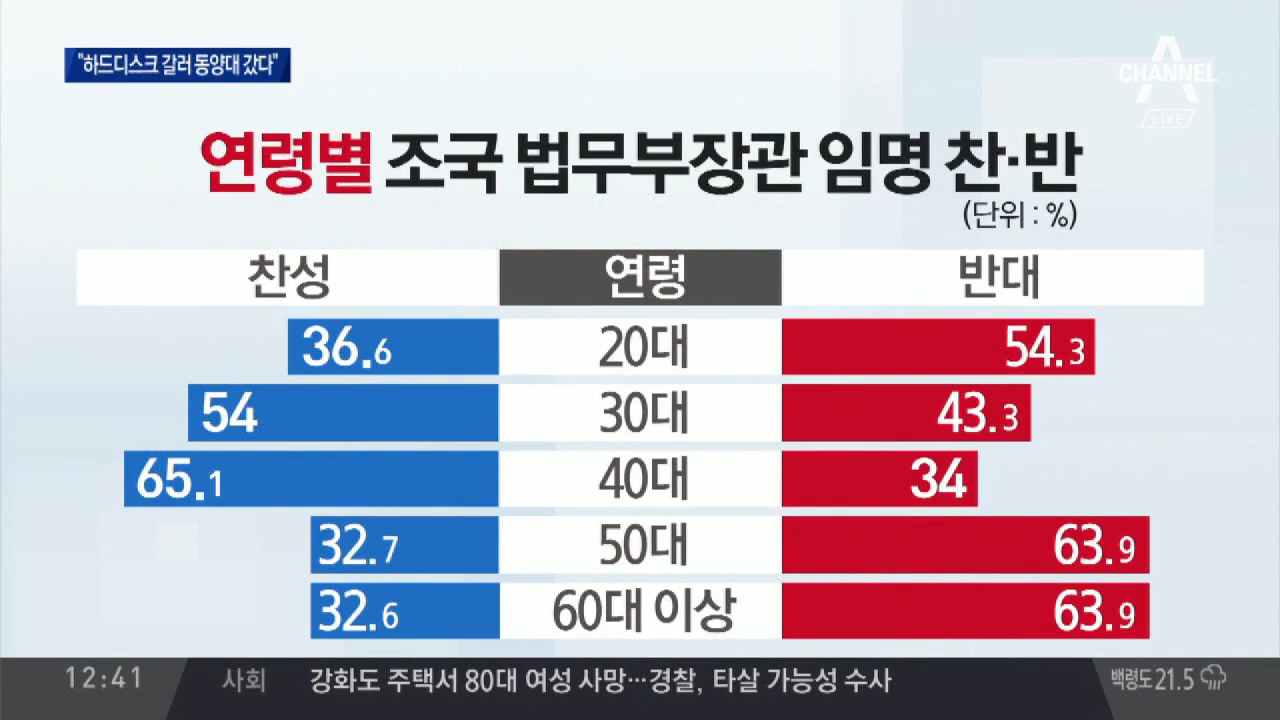 "하드디스크 갈러 동양대 갔다"
CHANNEL A
LIVE
연령별 조국 법무부장관 임명 찬·반
(단위 : %)
찬성 연령 반대
36.6 20대 54.3
54 30대 43.3
65.1 40대 34
32.7 50대 63.9
32.6 60대 이상 63.9
12:41 사회 강화도 주택서 80대 여성 사망…경찰, 타살 가능성 수사 백령도 21.5